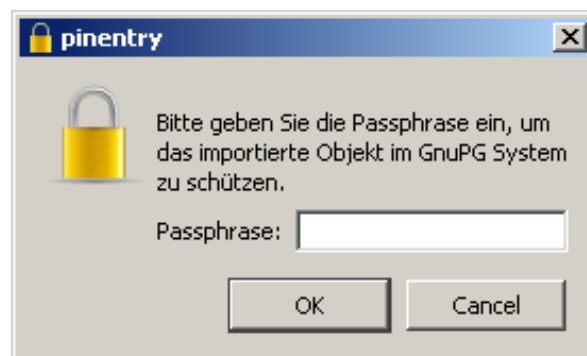 pinentry
Bitte geben Sie die Passphrase ein, um
das importierte Objekt im GnuPG System
zu schützen.
Passphrase:
OK
Cancel